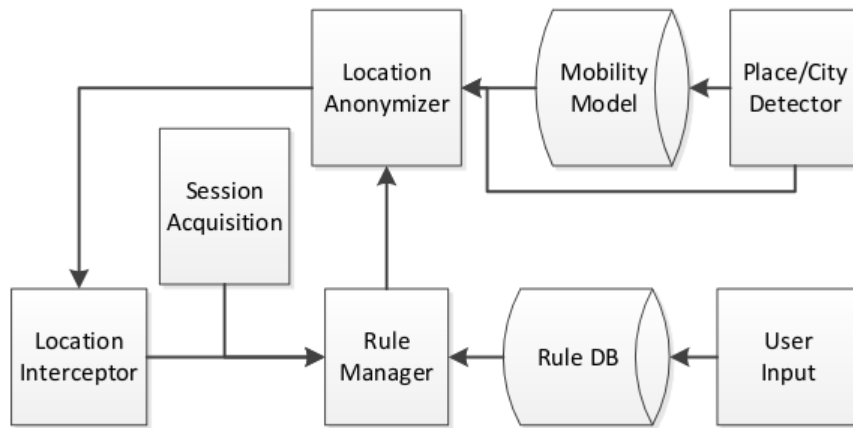 Location
Anonymizer
Mobility
Model
Place/City
Detector
Session
Acquisition
Location
Interceptor
Rule
Manager
Rule DB
User
Input